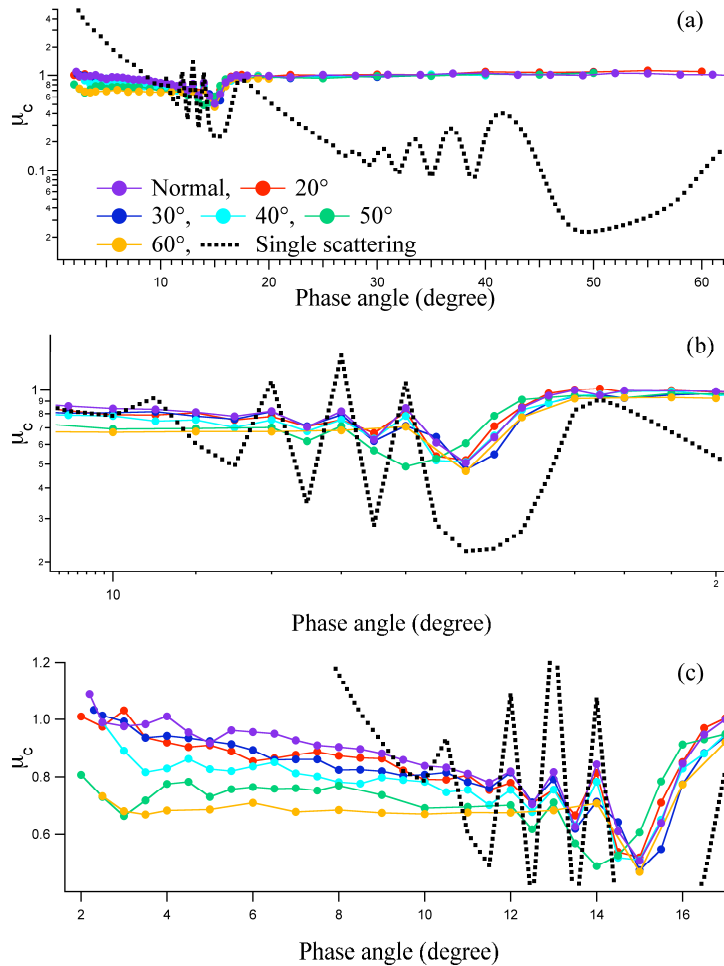 (a)
4
2
1
8
6
4
2
0.1
8
6
4
2
μc
Normal, 20°
30°, 40°, 50°
60°, Single scattering
10 20 30 40 50 60
Phase angle (degree)
(b)
1
9
8
7
6
5
4
3
2
μc
10 2
Phase angle (degree)
(c)
1.2
1.0
0.8
0.6
μc
2 4 6 8 10 12 14 16
Phase angle (degree)